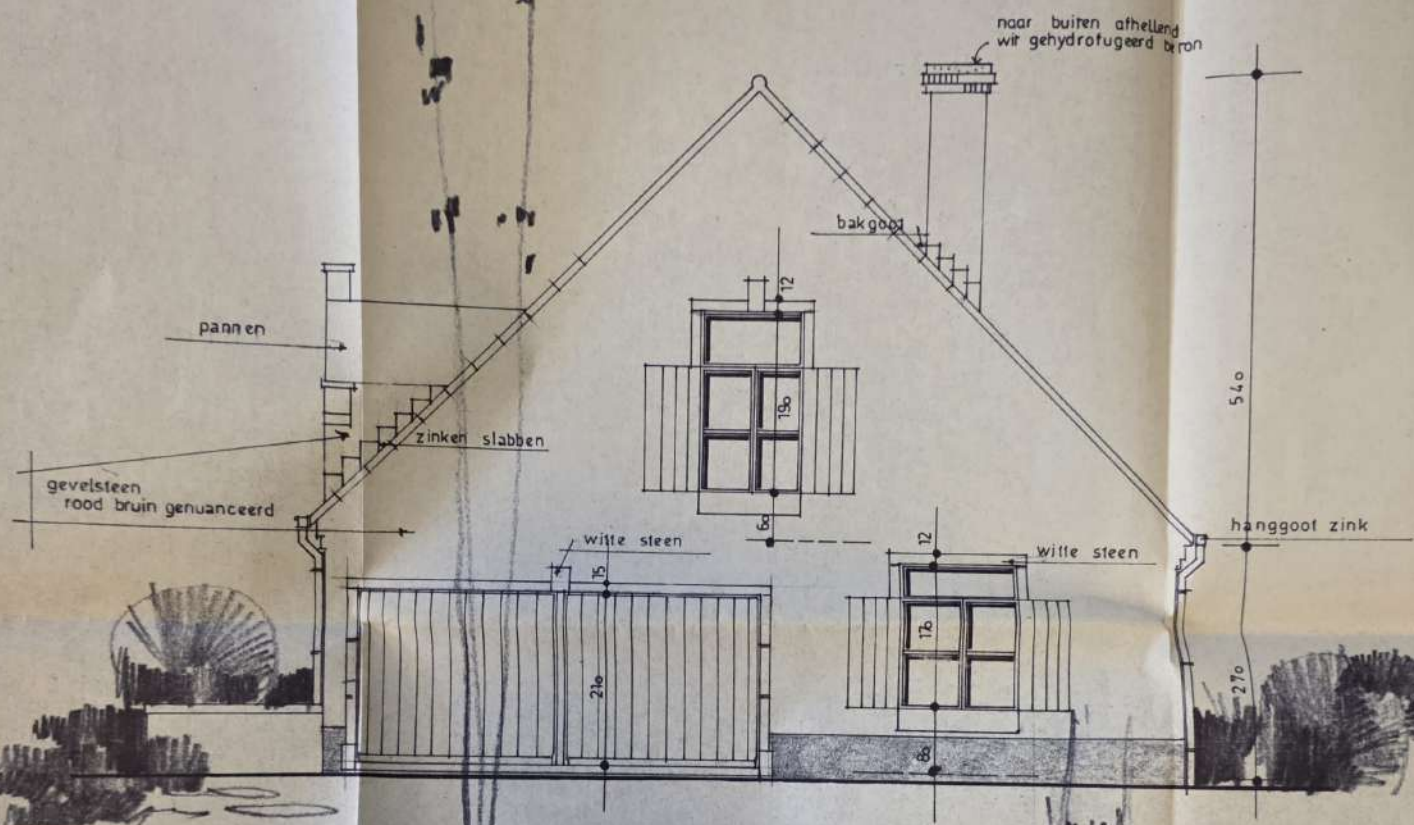 naar buiten afhellend
wit gehydrofugeerd beton
bakgoot
12
pannen
190
540
zinken slabben
gevelsteen
rood bruin genuanceerd
60
hanggoot zink
witte steen
12
witte steen
15
170
210
270
80